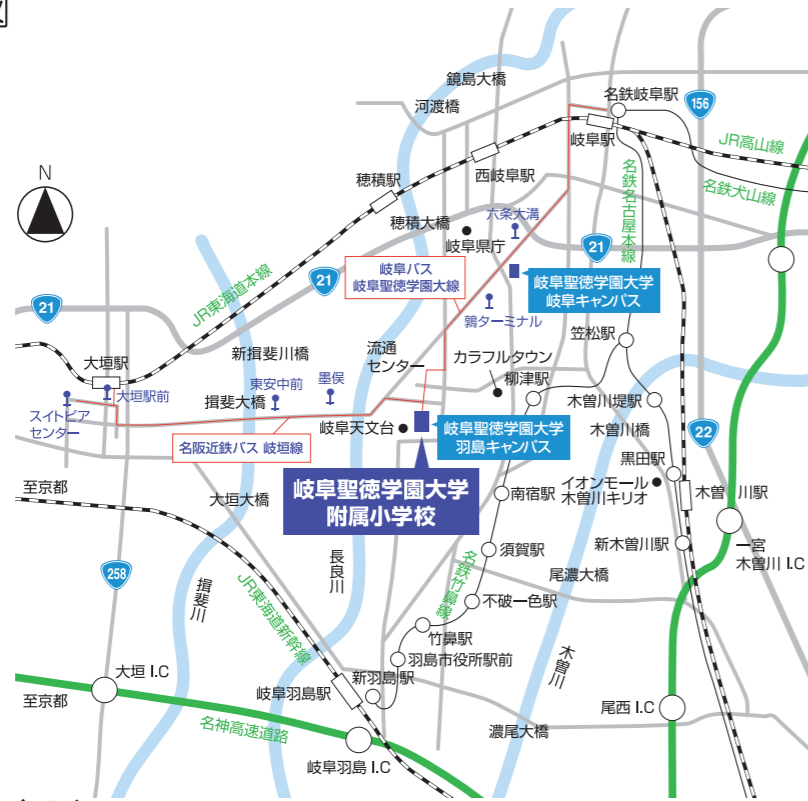 鏡島大橋
河渡橋
名鉄岐阜駅
156
岐阜駅
JR高山線
N
穂積駅
西岐阜駅
名鉄名古屋本線
名鉄犬山線
穂積大橋
六条大溝
岐阜県庁
21
JR東海道本線
21
岐阜バス
岐阜聖徳学園大線
岐阜聖徳学園大学
岐阜キャンパス
21
鶉ターミナル
笠松駅
新揖斐川橋
流通
センター
カラフルタウン
大垣駅
大垣駅前
東安中前
墨俣
柳津駅
スイトピア
センター
揖斐大橋
岐阜天文台
岐阜聖徳学園大学
羽島キャンパス
木曽川堤駅
木曽川橋
22
名阪近鉄バス 岐垣線
黒田駅
至京都
大垣大橋
岐阜聖徳学園大学
附属小学校
南宿駅
イオンモール
木曽川キリオ
木曽川駅
258
長良川
須賀駅
新木曽川駅
一宮
木曽川 I.C
揖斐川
JR東海道新幹線
名鉄竹鼻線
尾濃大橋
不破一色駅
竹鼻駅
羽島市役所駅前
木曽川
大垣 I.C
新羽島駅
岐阜羽島駅
至京都
尾西 I.C
名神高速道路
濃尾大橋
岐阜羽島 I.C